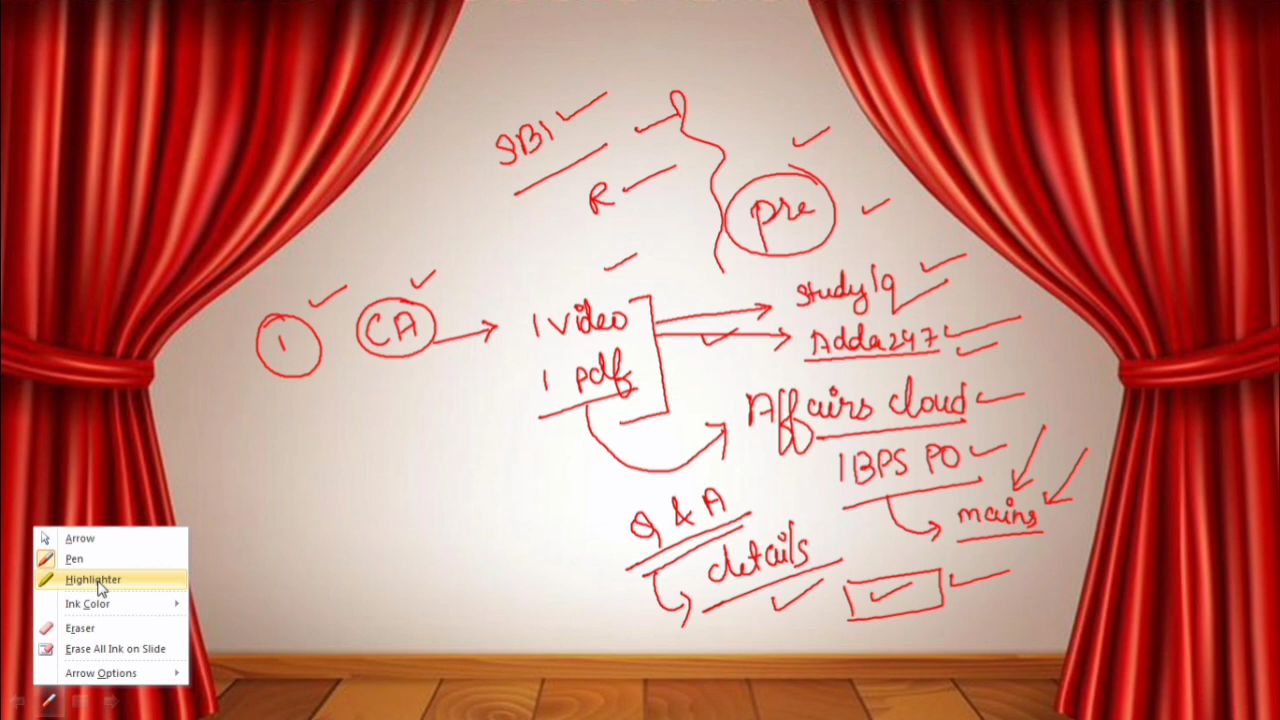 SBI
R
pre
1 CA
1 video
1 pdf
Study IQ
Adda247
Affairs cloud
IBPS PO
mains
Q & A
details
Arrow
Pen
Highlighter
Ink Color
Eraser
Erase All Ink on Slide
Arrow Options